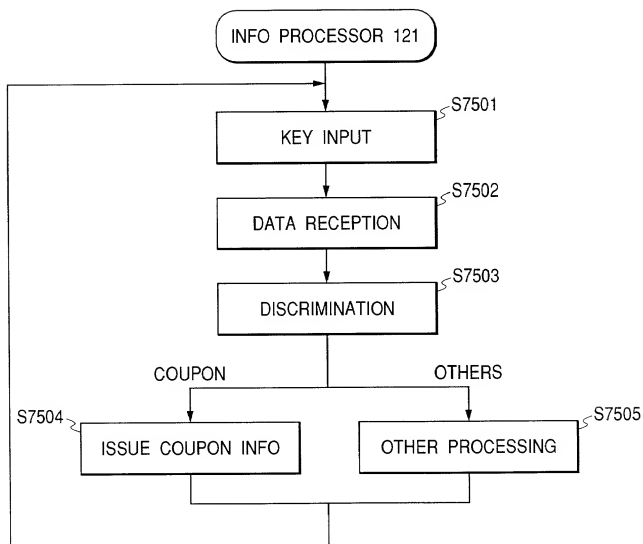 INFO PROCESSOR 121
S7501
KEY INPUT
S7502
DATA RECEPTION
S7503
DISCRIMINATION
COUPON
OTHERS
S7504
ISSUE COUPON INFO
S7505
OTHER PROCESSING